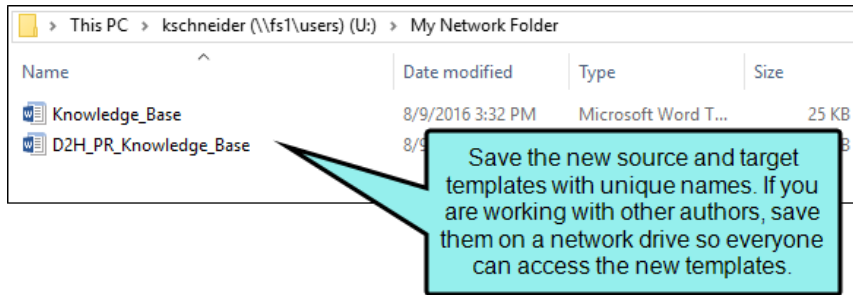 > This PC > kschneider (\\fs1\users) (U:) > My Network Folder
Name Date modified Type Size
Knowledge_Base 8/9/2016 3:32 PM Microsoft Word T... 25 KB
D2H_PR_Knowledge_Base
Save the new source and target
templates with unique names. If you
are working with other authors, save
them on a network drive so everyone
can access the new templates.